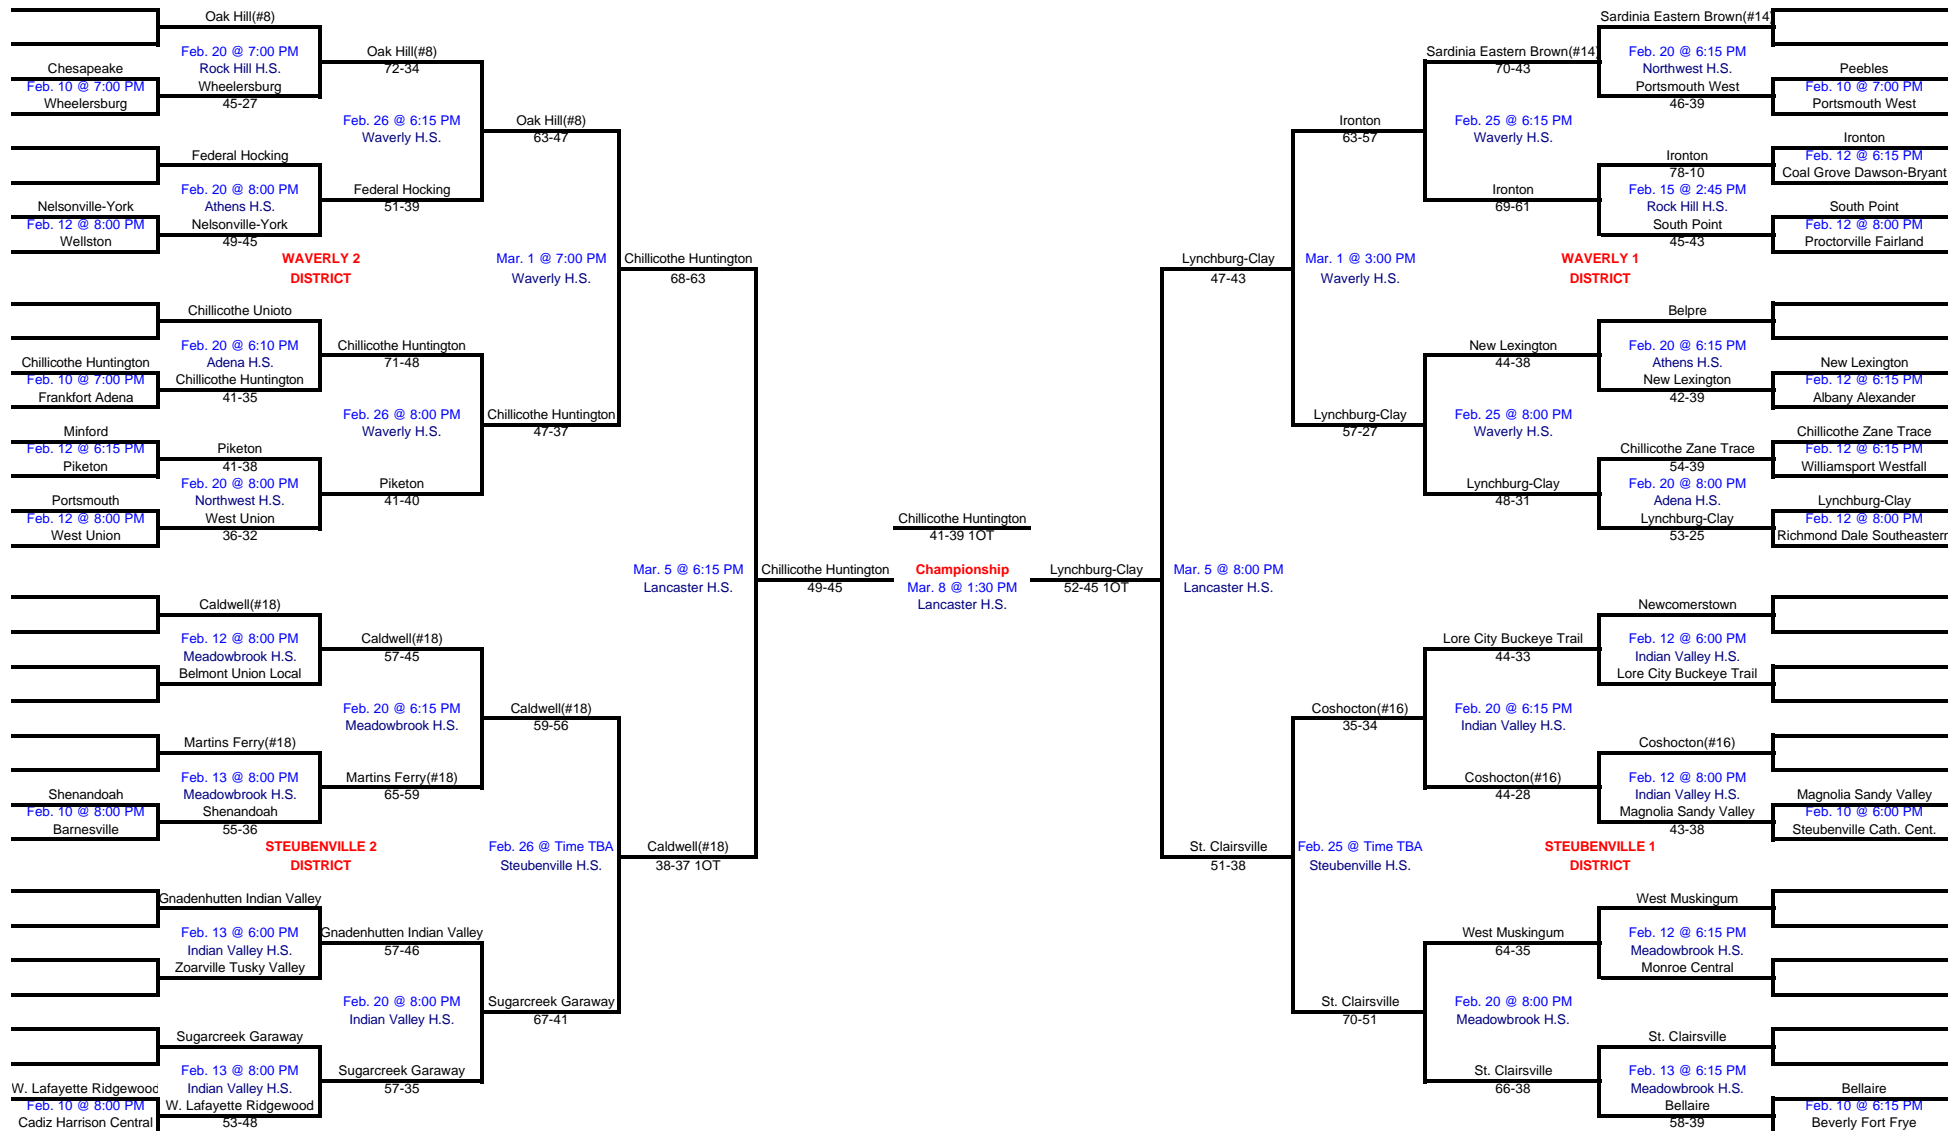 Oak Hill(#8)
Feb. 20 @ 7:00 PM
Rock Hill H.S.
Chesapeake
Feb. 10 @ 7:00 PM
Wheelersburg
Wheelersburg
45-27
Oak Hill(#8)
72-34
Feb. 26 @ 6:15 PM
Waverly H.S.
Federal Hocking
Feb. 20 @ 8:00 PM
Athens H.S.
Nelsonville-York
Feb. 12 @ 8:00 PM
Wellston
Nelsonville-York
49-45
Federal Hocking
51-39
Oak Hill(#8)
63-47
WAVERLY 2
DISTRICT
Mar. 1 @ 7:00 PM
Waverly H.S.
Chillicothe Huntington
68-63
Chillicothe Unioto
Feb. 20 @ 6:10 PM
Adena H.S.
Chillicothe Huntington
Feb. 10 @ 7:00 PM
Frankfort Adena
Chillicothe Huntington
41-35
Chillicothe Huntington
71-48
Feb. 26 @ 8:00 PM
Waverly H.S.
Chillicothe Huntington
47-37
Minford
Feb. 12 @ 6:15 PM
Piketon
Piketon
41-38
Feb. 20 @ 8:00 PM
Northwest H.S.
Portsmouth
Feb. 12 @ 8:00 PM
West Union
West Union
36-32
Piketon
41-40
Mar. 5 @ 6:15 PM
Lancaster H.S.
Chillicothe Huntington
49-45
Caldwell(#18)
Feb. 12 @ 8:00 PM
Meadowbrook H.S.
Belmont Union Local
Caldwell(#18)
57-45
Feb. 20 @ 6:15 PM
Meadowbrook H.S.
Caldwell(#18)
59-56
Martins Ferry(#18)
Feb. 13 @ 8:00 PM
Meadowbrook H.S.
Shenandoah
Feb. 10 @ 8:00 PM
Barnesville
Shenandoah
55-36
Martins Ferry(#18)
65-59
STEUBENVILLE 2
DISTRICT
Feb. 26 @ Time TBA
Steubenville H.S.
Caldwell(#18)
38-37 1OT
Gnadenhutten Indian Valley
Feb. 13 @ 6:00 PM
Indian Valley H.S.
Zoarville Tusky Valley
Gnadenhutten Indian Valley
57-46
Feb. 20 @ 8:00 PM
Indian Valley H.S.
Sugarcreek Garaway
67-41
Sugarcreek Garaway
Feb. 13 @ 8:00 PM
Indian Valley H.S.
W. Lafayette Ridgewood
Feb. 10 @ 8:00 PM
Cadiz Harrison Central
W. Lafayette Ridgewood
53-48
Sugarcreek Garaway
57-35
Chillicothe Huntington
41-39 1OT
Championship
Mar. 8 @ 1:30 PM
Lancaster H.S.
Lynchburg-Clay
52-45 1OT
Mar. 5 @ 8:00 PM
Lancaster H.S.
Sardinia Eastern Brown(#14
Feb. 20 @ 6:15 PM
Northwest H.S.
Peebles
Feb. 10 @ 7:00 PM
Portsmouth West
Portsmouth West
46-39
Sardinia Eastern Brown(#14
70-43
Feb. 25 @ 6:15 PM
Waverly H.S.
Ironton
63-57
Ironton
Feb. 12 @ 6:15 PM
Coal Grove Dawson-Bryant
Ironton
78-10
Feb. 15 @ 2:45 PM
Rock Hill H.S.
South Point
Feb. 12 @ 8:00 PM
Proctorville Fairland
South Point
45-43
Ironton
69-61
WAVERLY 1
DISTRICT
Mar. 1 @ 3:00 PM
Waverly H.S.
Lynchburg-Clay
47-43
Belpre
Feb. 20 @ 6:15 PM
Athens H.S.
New Lexington
Feb. 12 @ 6:15 PM
Albany Alexander
New Lexington
42-39
New Lexington
44-38
Feb. 25 @ 8:00 PM
Waverly H.S.
Lynchburg-Clay
57-27
Chillicothe Zane Trace
Feb. 12 @ 6:15 PM
Williamsport Westfall
Chillicothe Zane Trace
54-39
Feb. 20 @ 8:00 PM
Adena H.S.
Lynchburg-Clay
Feb. 12 @ 8:00 PM
Richmond Dale Southeastern
Lynchburg-Clay
53-25
Lynchburg-Clay
48-31
Newcomerstown
Feb. 12 @ 6:00 PM
Indian Valley H.S.
Lore City Buckeye Trail
Lore City Buckeye Trail
44-33
Feb. 20 @ 6:15 PM
Indian Valley H.S.
Coshocton(#16)
35-34
Coshocton(#16)
Feb. 12 @ 8:00 PM
Indian Valley H.S.
Magnolia Sandy Valley
Feb. 10 @ 6:00 PM
Steubenville Cath. Cent.
Magnolia Sandy Valley
43-38
Coshocton(#16)
44-28
STEUBENVILLE 1
DISTRICT
Feb. 25 @ Time TBA
Steubenville H.S.
St. Clairsville
51-38
West Muskingum
Feb. 12 @ 6:15 PM
Meadowbrook H.S.
Monroe Central
West Muskingum
64-35
Feb. 20 @ 8:00 PM
Meadowbrook H.S.
St. Clairsville
70-51
St. Clairsville
Feb. 13 @ 6:15 PM
Meadowbrook H.S.
Bellaire
Feb. 10 @ 6:15 PM
Beverly Fort Frye
Bellaire
58-39
St. Clairsville
66-38